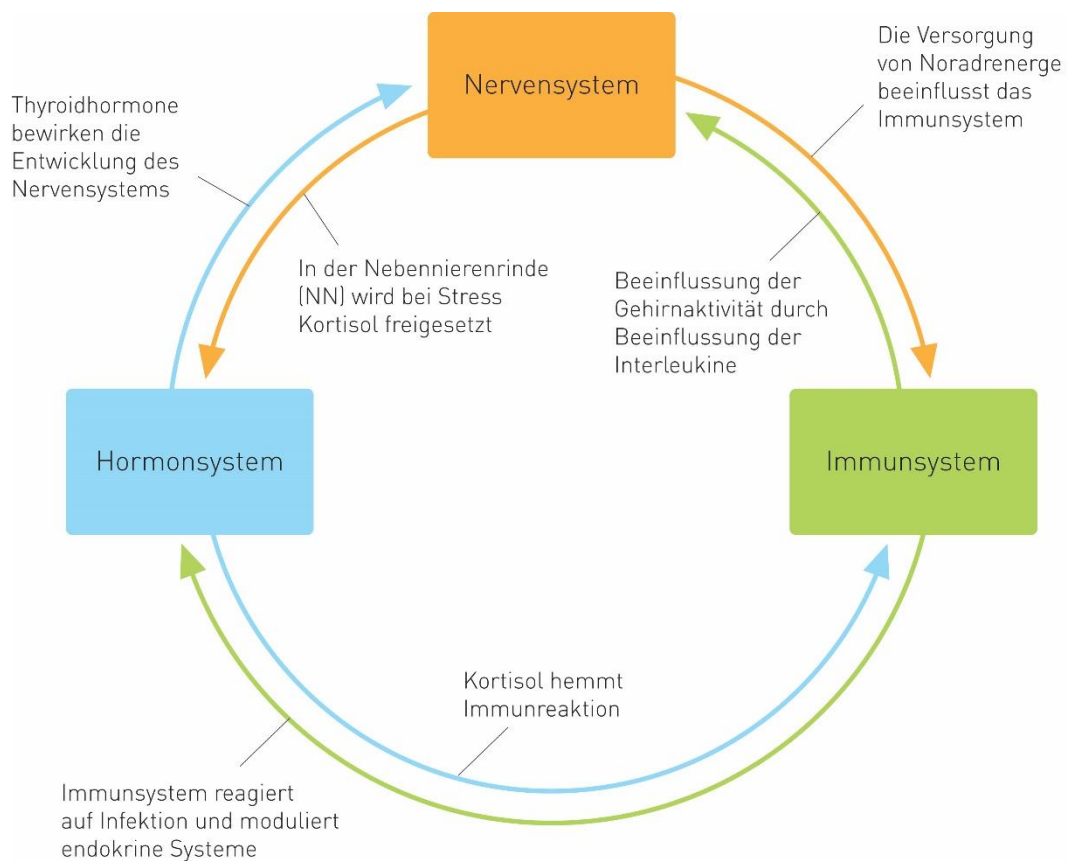 Nervensystem
Die Versorgung
von Noradrenerge
beeinflusst das
Immunsystem
Thyroidhormone
bewirken die
Entwicklung des
Nervensystems
In der Nebennierenrinde
(NN) wird bei Stress
Kortisol freigesetzt
Beeinflussung der
Gehirnaktivität durch
Beeinflussung der
Interleukine
Hormonsystem
Immunsystem
Kortisol hemmt
Immunreaktion
Immunsystem reagiert
auf Infektion und moduliert
endokrine Systeme